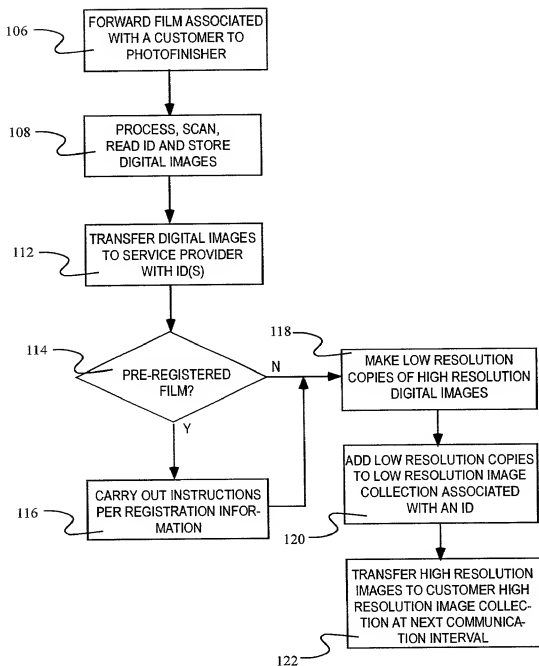 106
FORWARD FILM ASSOCIATED
WITH A CUSTOMER TO
PHOTOFINISHER
108
PROCESS, SCAN,
READ ID AND STORE
DIGITAL IMAGES
112
TRANSFER DIGITAL IMAGES
TO SERVICE PROVIDER
WITH ID(S)
114
PRE-REGISTERED
FILM?
N
Y
116
CARRY OUT INSTRUCTIONS
PER REGISTRATION INFOR-
MATION
118
MAKE LOW RESOLUTION
COPIES OF HIGH RESOLUTION
DIGITAL IMAGES
ADD LOW RESOLUTION COPIES
TO LOW RESOLUTION IMAGE
COLLECTION ASSOCIATED
WITH AN ID
120
TRANSFER HIGH RESOLUTION
IMAGES TO CUSTOMER HIGH
RESOLUTION IMAGE COLLEC-
TION AT NEXT COMMUNICA-
TION INTERVAL
122